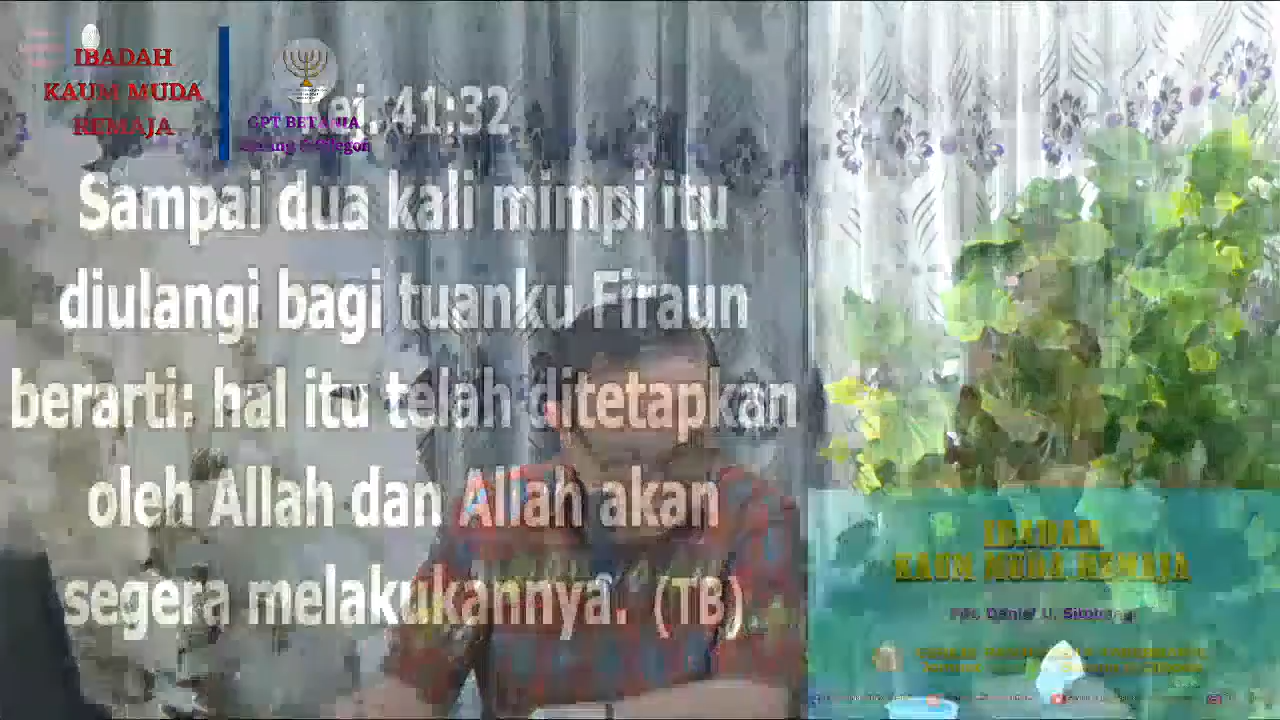 IBADAH
KAUM MUDA
REMAJA
GPT BETANIA
Kej. 41:32
Sampai dua kali mimpi itu
diulangi bagi tuanku Firaun
berarti: hal itu telah ditetapkan
oleh Allah dan Allah akan
segera melakukannya. (TB)
IBADAH
KAUM MUDA REMAJA
Daniel U.